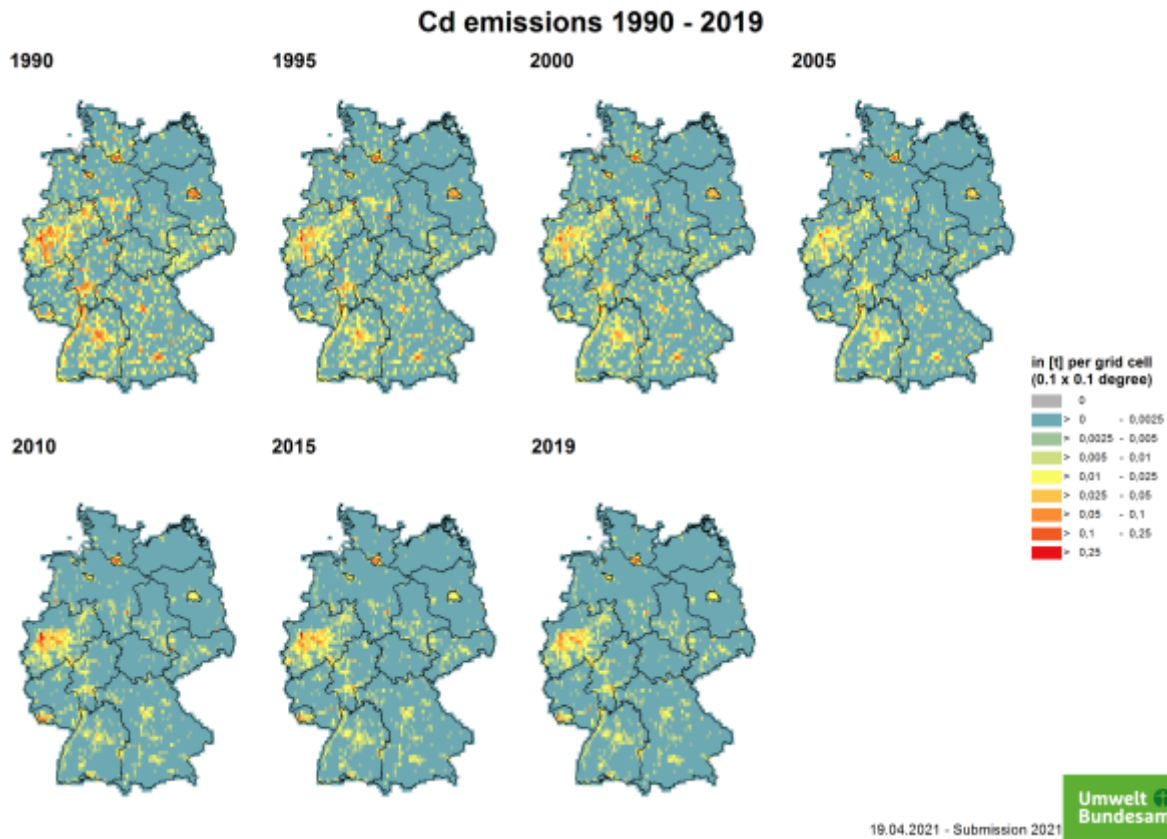 Cd emissions 1990 - 2019
1990
1995
2000
2005
in [t] per grid cell
(0.1 x 0.1 degree)
0
> 0 - 0,0025
> 0,0025 - 0,005
> 0,005 - 0,01
> 0,01 - 0,025
> 0,025 - 0,05
> 0,05 - 0,1
> 0,1 - 0,25
> 0,25
2010
2015
2019
Umwelt
Bundesam
19.04.2021 - Submission 2021